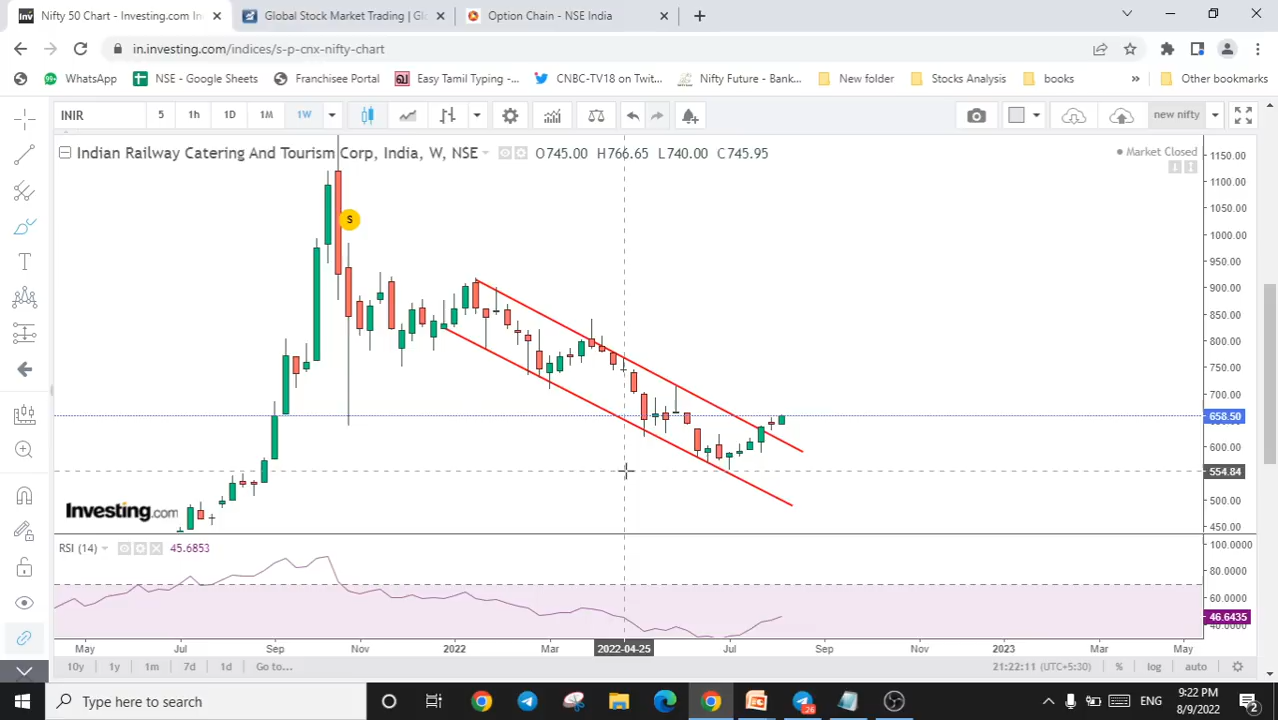 Nifty 50 Chart - Investing.com In
Global Stock Market Trading | Glo
Option Chain - NSE India
in.investing.com/indices/s-p-cnx-nifty-chart
99+ WhatsApp NSE - Google Sheets Franchisee Portal Easy Tamil Typing -... CNBC-TV18 on Twit... Nifty Future - Bank... New folder Stocks Analysis books » Other bookmarks
INIR 5 1h 1D 1M 1W new nifty
Indian Railway Catering And Tourism Corp, India, W, NSE O745.00 H766.65 L740.00 C745.95
Market Closed
S
1150.00
1100.00
1050.00
1000.00
950.00
900.00
850.00
800.00
750.00
700.00
658.50
600.00
554.84
500.00
450.00
Investing.com
RSI (14) 45.6853
100.0000
80.0000
60.0000
46.6435
May Jul Sep Nov 2022 Mar 2022-04-25 Jul Sep Nov 2023 Mar May
10y 1y 1m 7d 1d Go to... 21:22:11 (UTC+5:30) % log auto
Type here to search
26
ENG
9:22 PM
8/9/2022
2